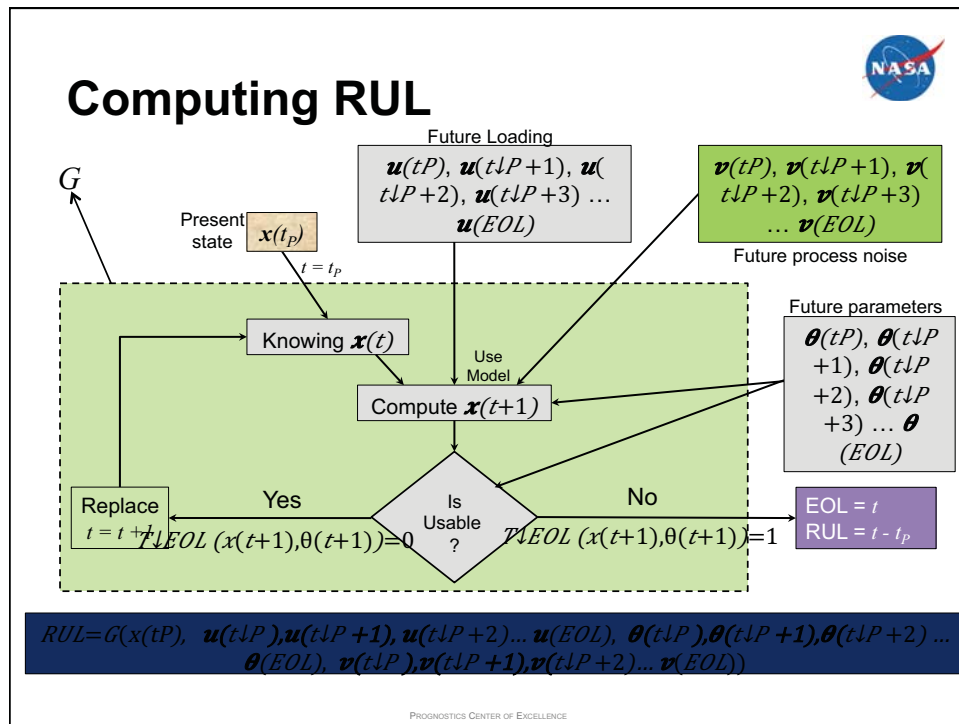 NASA
Computing RUL
G
Future Loading
𝒖(tP), 𝒖(t↓P +1), 𝒖(
t↓P +2), 𝒖(t↓P +3) …
𝒖(EOL)
𝒗(tP), 𝒗(t↓P +1), 𝒗(
t↓P +2), 𝒗(t↓P +3)
… 𝒗(EOL)
Future process noise
Present
state
𝒙(t_P)
t = t_P
Future parameters
𝜽(tP), 𝜽(t↓P
+1), 𝜽(t↓P
+2), 𝜽(t↓P
+3) … 𝜽
(EOL)
Knowing 𝒙(t)
Use
Model
Compute 𝒙(t+1)
Is
Usable
?
Yes
No
Replace
t = t +1
T↓EOL (x(t+1),θ(t+1))=0
T↓EOL (x(t+1),θ(t+1))=1
EOL = t
RUL = t - t_P
RUL=G(x(tP), 𝒖(t↓P ),𝒖(t↓P +1), 𝒖(t↓P +2)… 𝒖(EOL), 𝜽(t↓P ),𝜽(t↓P +1),𝜽(t↓P +2) …
𝜽(EOL), 𝒗(t↓P ),𝒗(t↓P +1),𝒗(t↓P +2)… 𝒗(EOL))
PROGNOSTICS CENTER OF EXCELLENCE